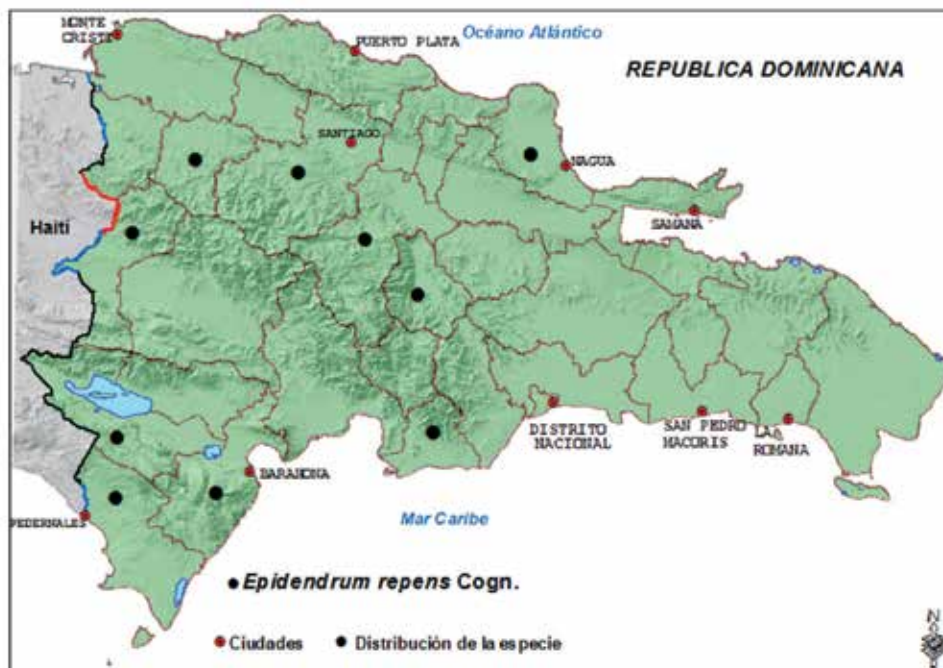 MONTE
CRISTI
PUERTO PLATA
Océano Atlántico
REPUBLICA DOMINICANA
SANTIAGO
NAGUA
SAMANA
Haití
DISTRITO
NACIONAL
SAN PEDRO
MACORIS
LA
ROMANA
BARAHONA
PEDERNALES
Mar Caribe
Epidendrum repens Cogn.
Ciudades
Distribución de la especie
N